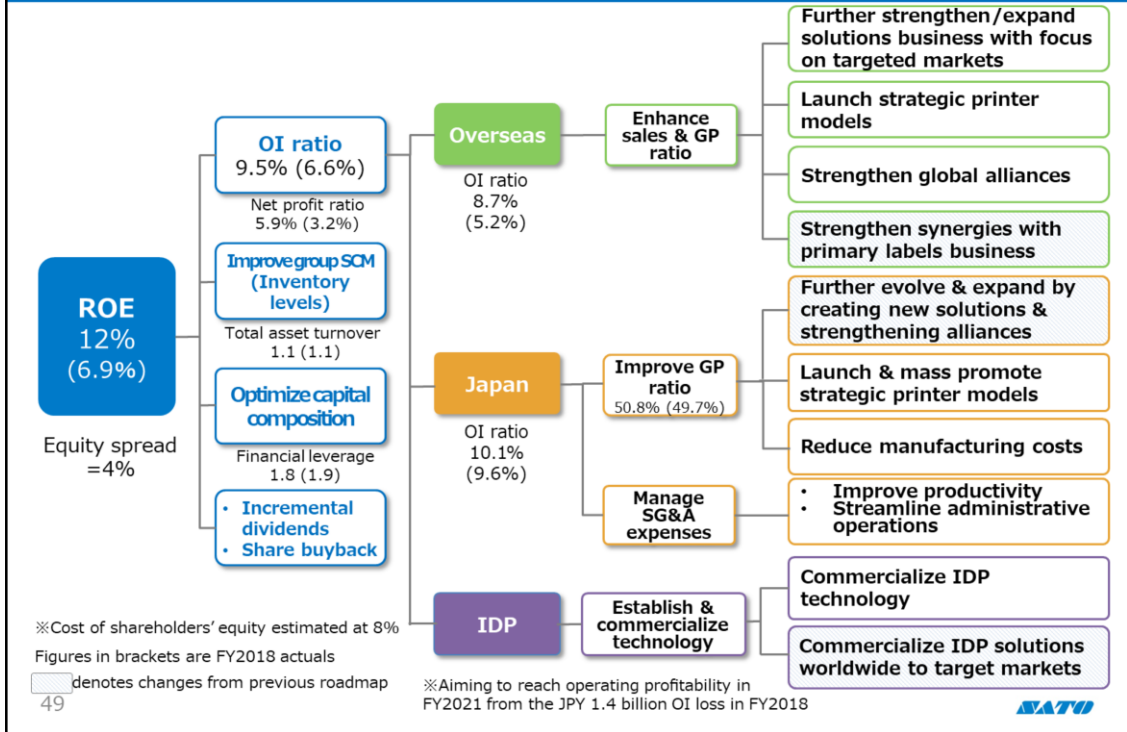 ROE
12%
(6.9%)
Equity spread
=4%
OI ratio
9.5% (6.6%)
Net profit ratio
5.9% (3.2%)
Improve group SCM
(Inventory
levels)
Total asset turnover
1.1 (1.1)
Optimize capital
composition
Financial leverage
1.8 (1.9)
• Incremental
dividends
• Share buyback
Overseas
OI ratio
8.7%
(5.2%)
Enhance
sales & GP
ratio
Further strengthen/expand
solutions business with focus
on targeted markets
Launch strategic printer
models
Strengthen global alliances
Strengthen synergies with
primary labels business
Japan
OI ratio
10.1%
(9.6%)
Improve GP
ratio
50.8% (49.7%)
Further evolve & expand by
creating new solutions &
strengthening alliances
Launch & mass promote
strategic printer models
Reduce manufacturing costs
Manage
SG&A
expenses
• Improve productivity
• Streamline administrative
operations
IDP
Establish &
commercialize
technology
Commercialize IDP
technology
Commercialize IDP solutions
worldwide to target markets
※Cost of shareholders’ equity estimated at 8%
Figures in brackets are FY2018 actuals
denotes changes from previous roadmap
※Aiming to reach operating profitability in
FY2021 from the JPY 1.4 billion OI loss in FY2018
49
SATO